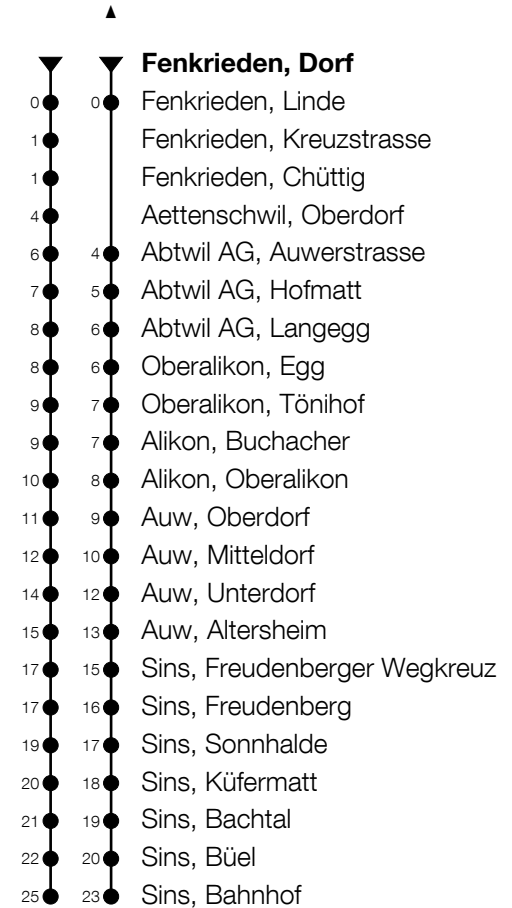 Fenkrieden, Dorf
0 0 Fenkrieden, Linde
1 Fenkrieden, Kreuzstrasse
1 Fenkrieden, Chüttig
4 Aettenschwil, Oberdorf
6 4 Abtwil AG, Auwerstrasse
7 5 Abtwil AG, Hofmatt
8 6 Abtwil AG, Langegg
8 6 Oberalikon, Egg
9 7 Oberalikon, Tönihof
9 7 Alikon, Buchacher
10 8 Alikon, Oberalikon
11 9 Auw, Oberdorf
12 10 Auw, Mitteldorf
14 12 Auw, Unterdorf
15 13 Auw, Altersheim
17 15 Sins, Freudenberger Wegkreuz
17 16 Sins, Freudenberg
19 17 Sins, Sonnhalde
20 18 Sins, Küfermatt
21 19 Sins, Bachtal
22 20 Sins, Büel
25 23 Sins, Bahnhof